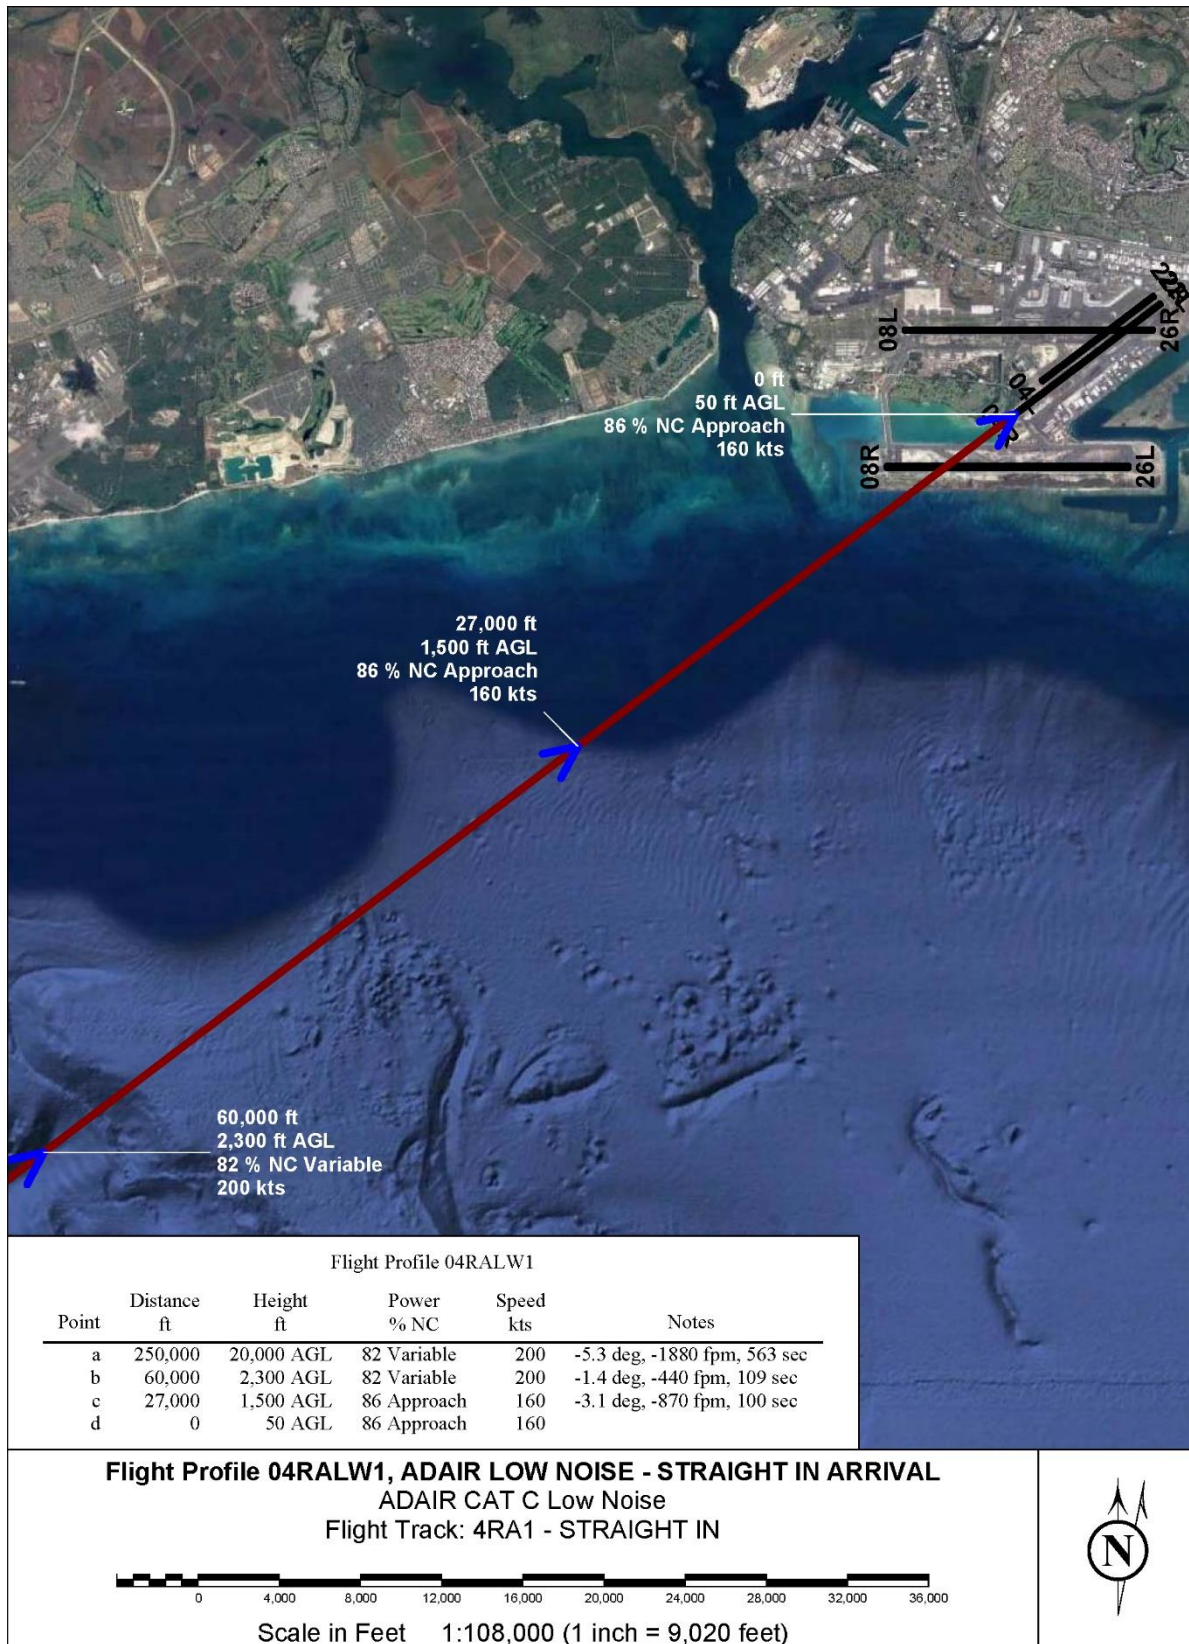 08L
26R
04L
08R
26L
0 ft
50 ft AGL
86 % NC Approach
160 kts
27,000 ft
1,500 ft AGL
86 % NC Approach
160 kts
60,000 ft
2,300 ft AGL
82 % NC Variable
200 kts
Flight Profile 04RALW1
Point Distance ft Height ft Power % NC Speed kts Notes
a 250,000 20,000 AGL 82 Variable 200 -5.3 deg, -1880 fpm, 563 sec
b 60,000 2,300 AGL 82 Variable 200 -1.4 deg, -440 fpm, 109 sec
c 27,000 1,500 AGL 86 Approach 160 -3.1 deg, -870 fpm, 100 sec
d 0 50 AGL 86 Approach 160
Flight Profile 04RALW1, ADAIR LOW NOISE - STRAIGHT IN ARRIVAL
ADAIR CAT C Low Noise
Flight Track: 4RA1 - STRAIGHT IN
0 4,000 8,000 12,000 16,000 20,000 24,000 28,000 32,000 36,000
Scale in Feet 1:108,000 (1 inch = 9,020 feet)
N